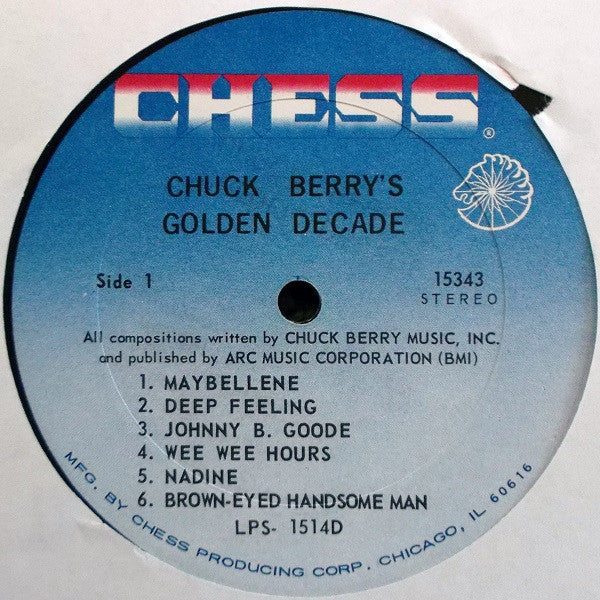 CHESS
®
CHUCK BERRY'S
GOLDEN DECADE
Side 1
15343
STEREO
All compositions written by CHUCK BERRY MUSIC, INC.
and published by ARC MUSIC CORPORATION (BMI)
1. MAYBELLENE
2. DEEP FEELING
3. JOHNNY B. GOODE
4. WEE WEE HOURS
5. NADINE
6. BROWN-EYED HANDSOME MAN
LPS- 1514D
MFG. BY CHESS PRODUCING CORP. CHICAGO, IL 60616